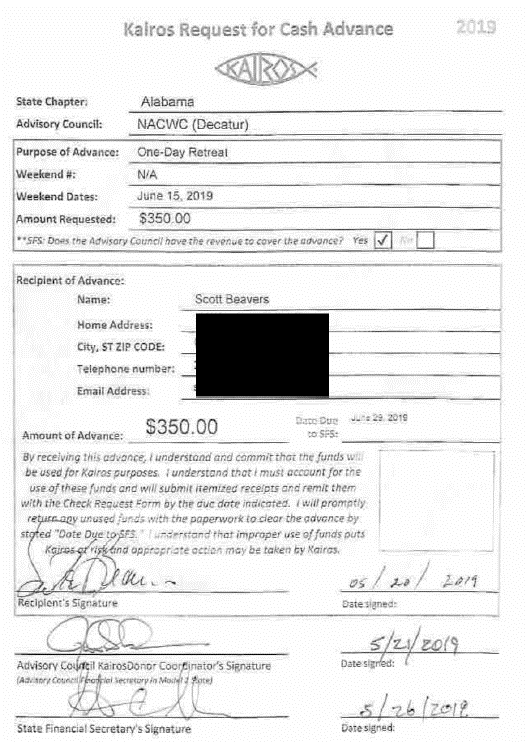 Kairos Request for Cash Advance 2019
KAIROS
State Chapter: Alabama
Advisory Council: NACWC (Decatur)
Purpose of Advance: One-Day Retreat
Weekend #: N/A
Weekend Dates: June 15, 2019
Amount Requested: $350.00
**SFS: Does the Advisory Council have the revenue to cover the advance? Yes ✓ No
Recipient of Advance:
Name: Scott Beavers
Home Address:
City, ST ZIP CODE:
Telephone number:
Email Address:
Amount of Advance: $350.00 Date Due to SFS: June 29, 2019
By receiving this advance, I understand and commit that the funds will
be used for Kairos purposes. I understand that I must account for the
use of these funds and will submit itemized receipts and remit them
with the Check Request Form by the due date indicated. I will promptly
return any unused funds with the paperwork to clear the advance by
stated "Date Due to SFS." I understand that improper use of funds puts
Kairos at risk and appropriate action may be taken by Kairos.
05/20/2019
Recipient's Signature Date signed:
5/21/2019
Advisory Council KairosDonor Coordinator's Signature Date signed:
(Advisory Council Financial Secretary in Model 2 State)
5/26/2019
State Financial Secretary's Signature Date signed: